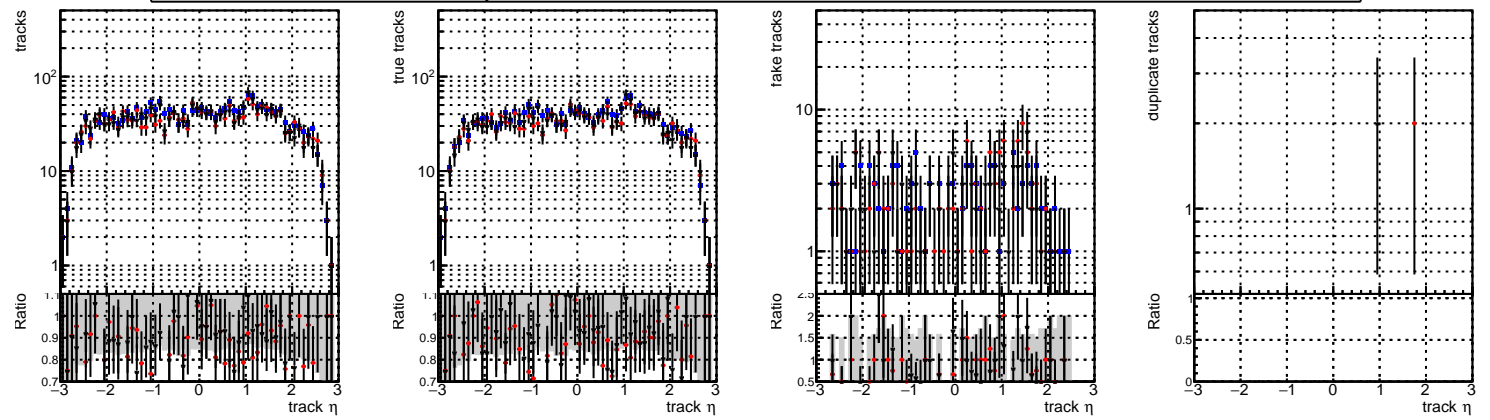 tracks
10²
10
1
Ratio
1.1
1
0.9
0.8
0.7
−3 −2 −1 0 1 2 3
track η
true tracks
10²
10
1
Ratio
1.1
1
0.9
0.8
0.7
−3 −2 −1 0 1 2 3
track η
fake tracks
10
1
Ratio
2.5
2
1.5
1
0.5
−3 −2 −1 0 1 2 3
track η
duplicate tracks
1
Ratio
1
0.5
0
−3 −2 −1 0 1 2 3
track η